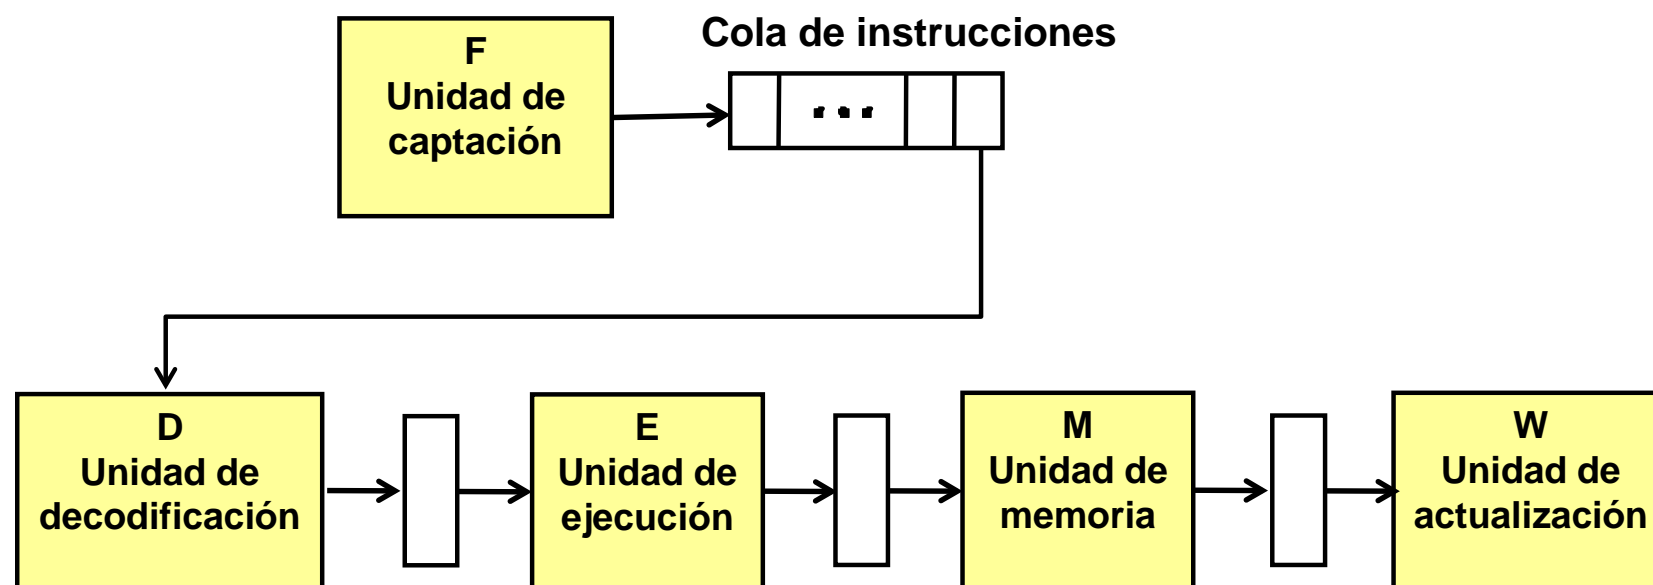 F
Unidad de
captación
Cola de instrucciones
D
Unidad de
decodificación
E
Unidad de
ejecución
M
Unidad de
memoria
W
Unidad de
actualización